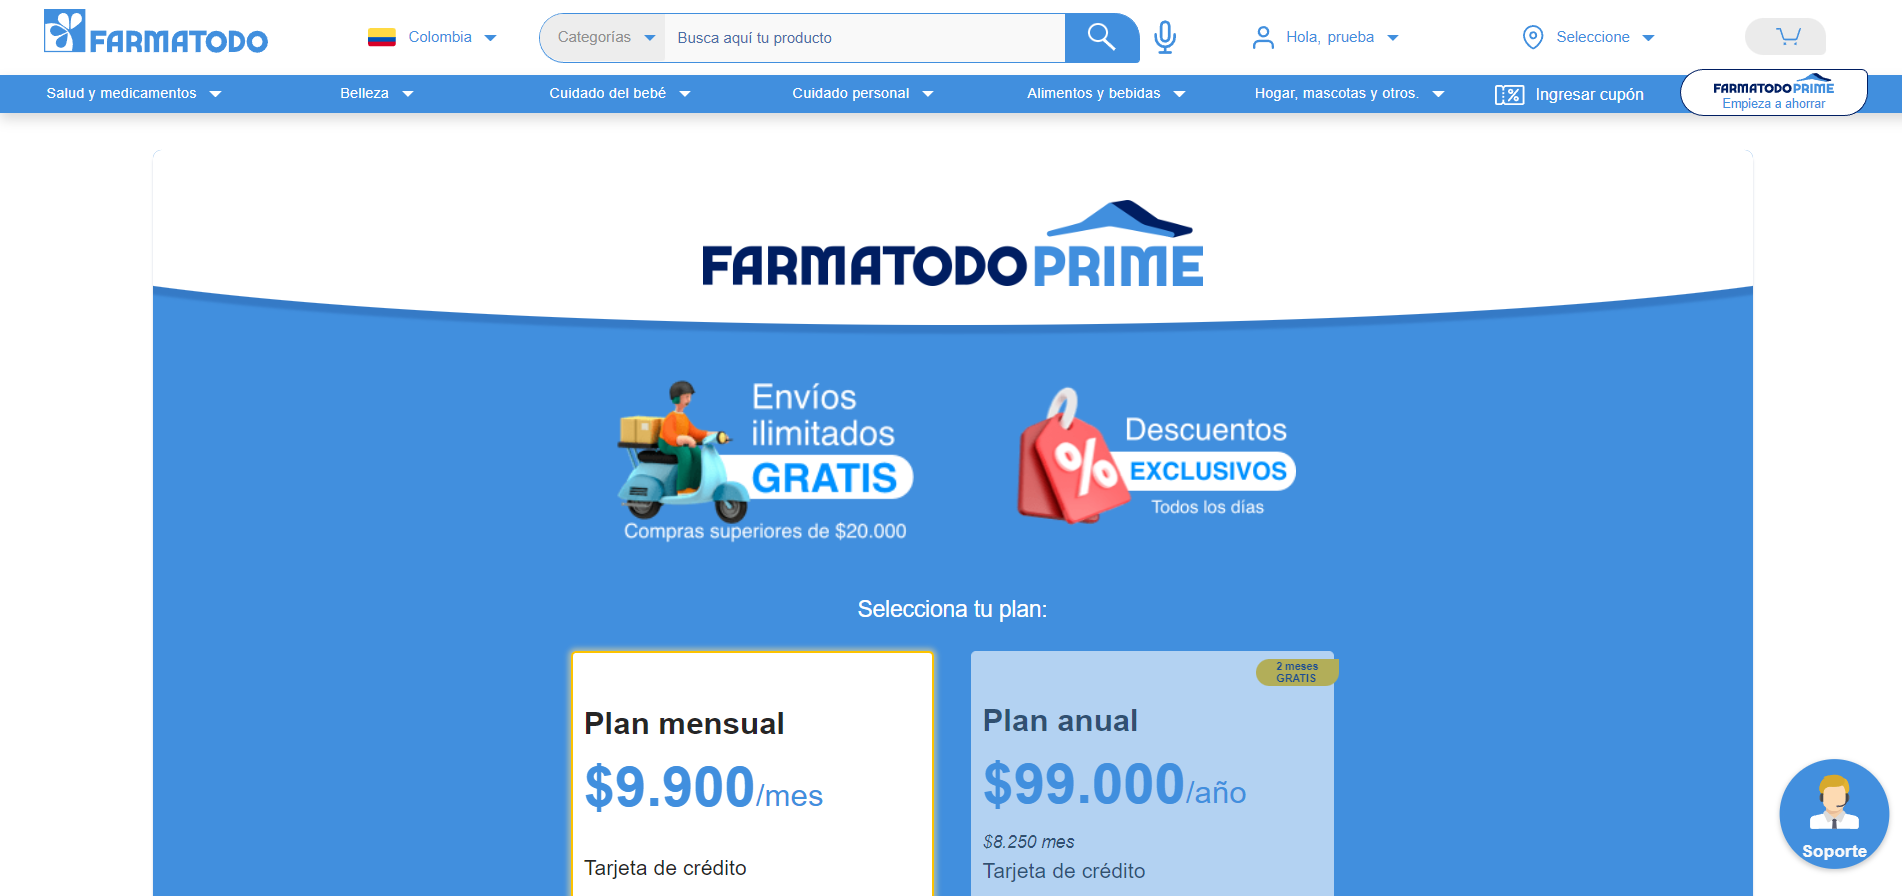 FARMATODO
Colombia
Categorías
Busca aquí tu producto
Hola, prueba
Seleccione
Salud y medicamentos
Belleza
Cuidado del bebé
Cuidado personal
Alimentos y bebidas
Hogar, mascotas y otros.
% Ingresar cupón
FARMATODO PRIME
Empieza a ahorrar
FARMATODO PRIME
Envíos
ilimitados
GRATIS
Compras superiores de $20.000
%
Descuentos
EXCLUSIVOS
Todos los días
Selecciona tu plan:
Plan mensual
$9.900/mes
Tarjeta de crédito
2 meses
GRATIS
Plan anual
$99.000/año
$8.250 mes
Tarjeta de crédito
Soporte